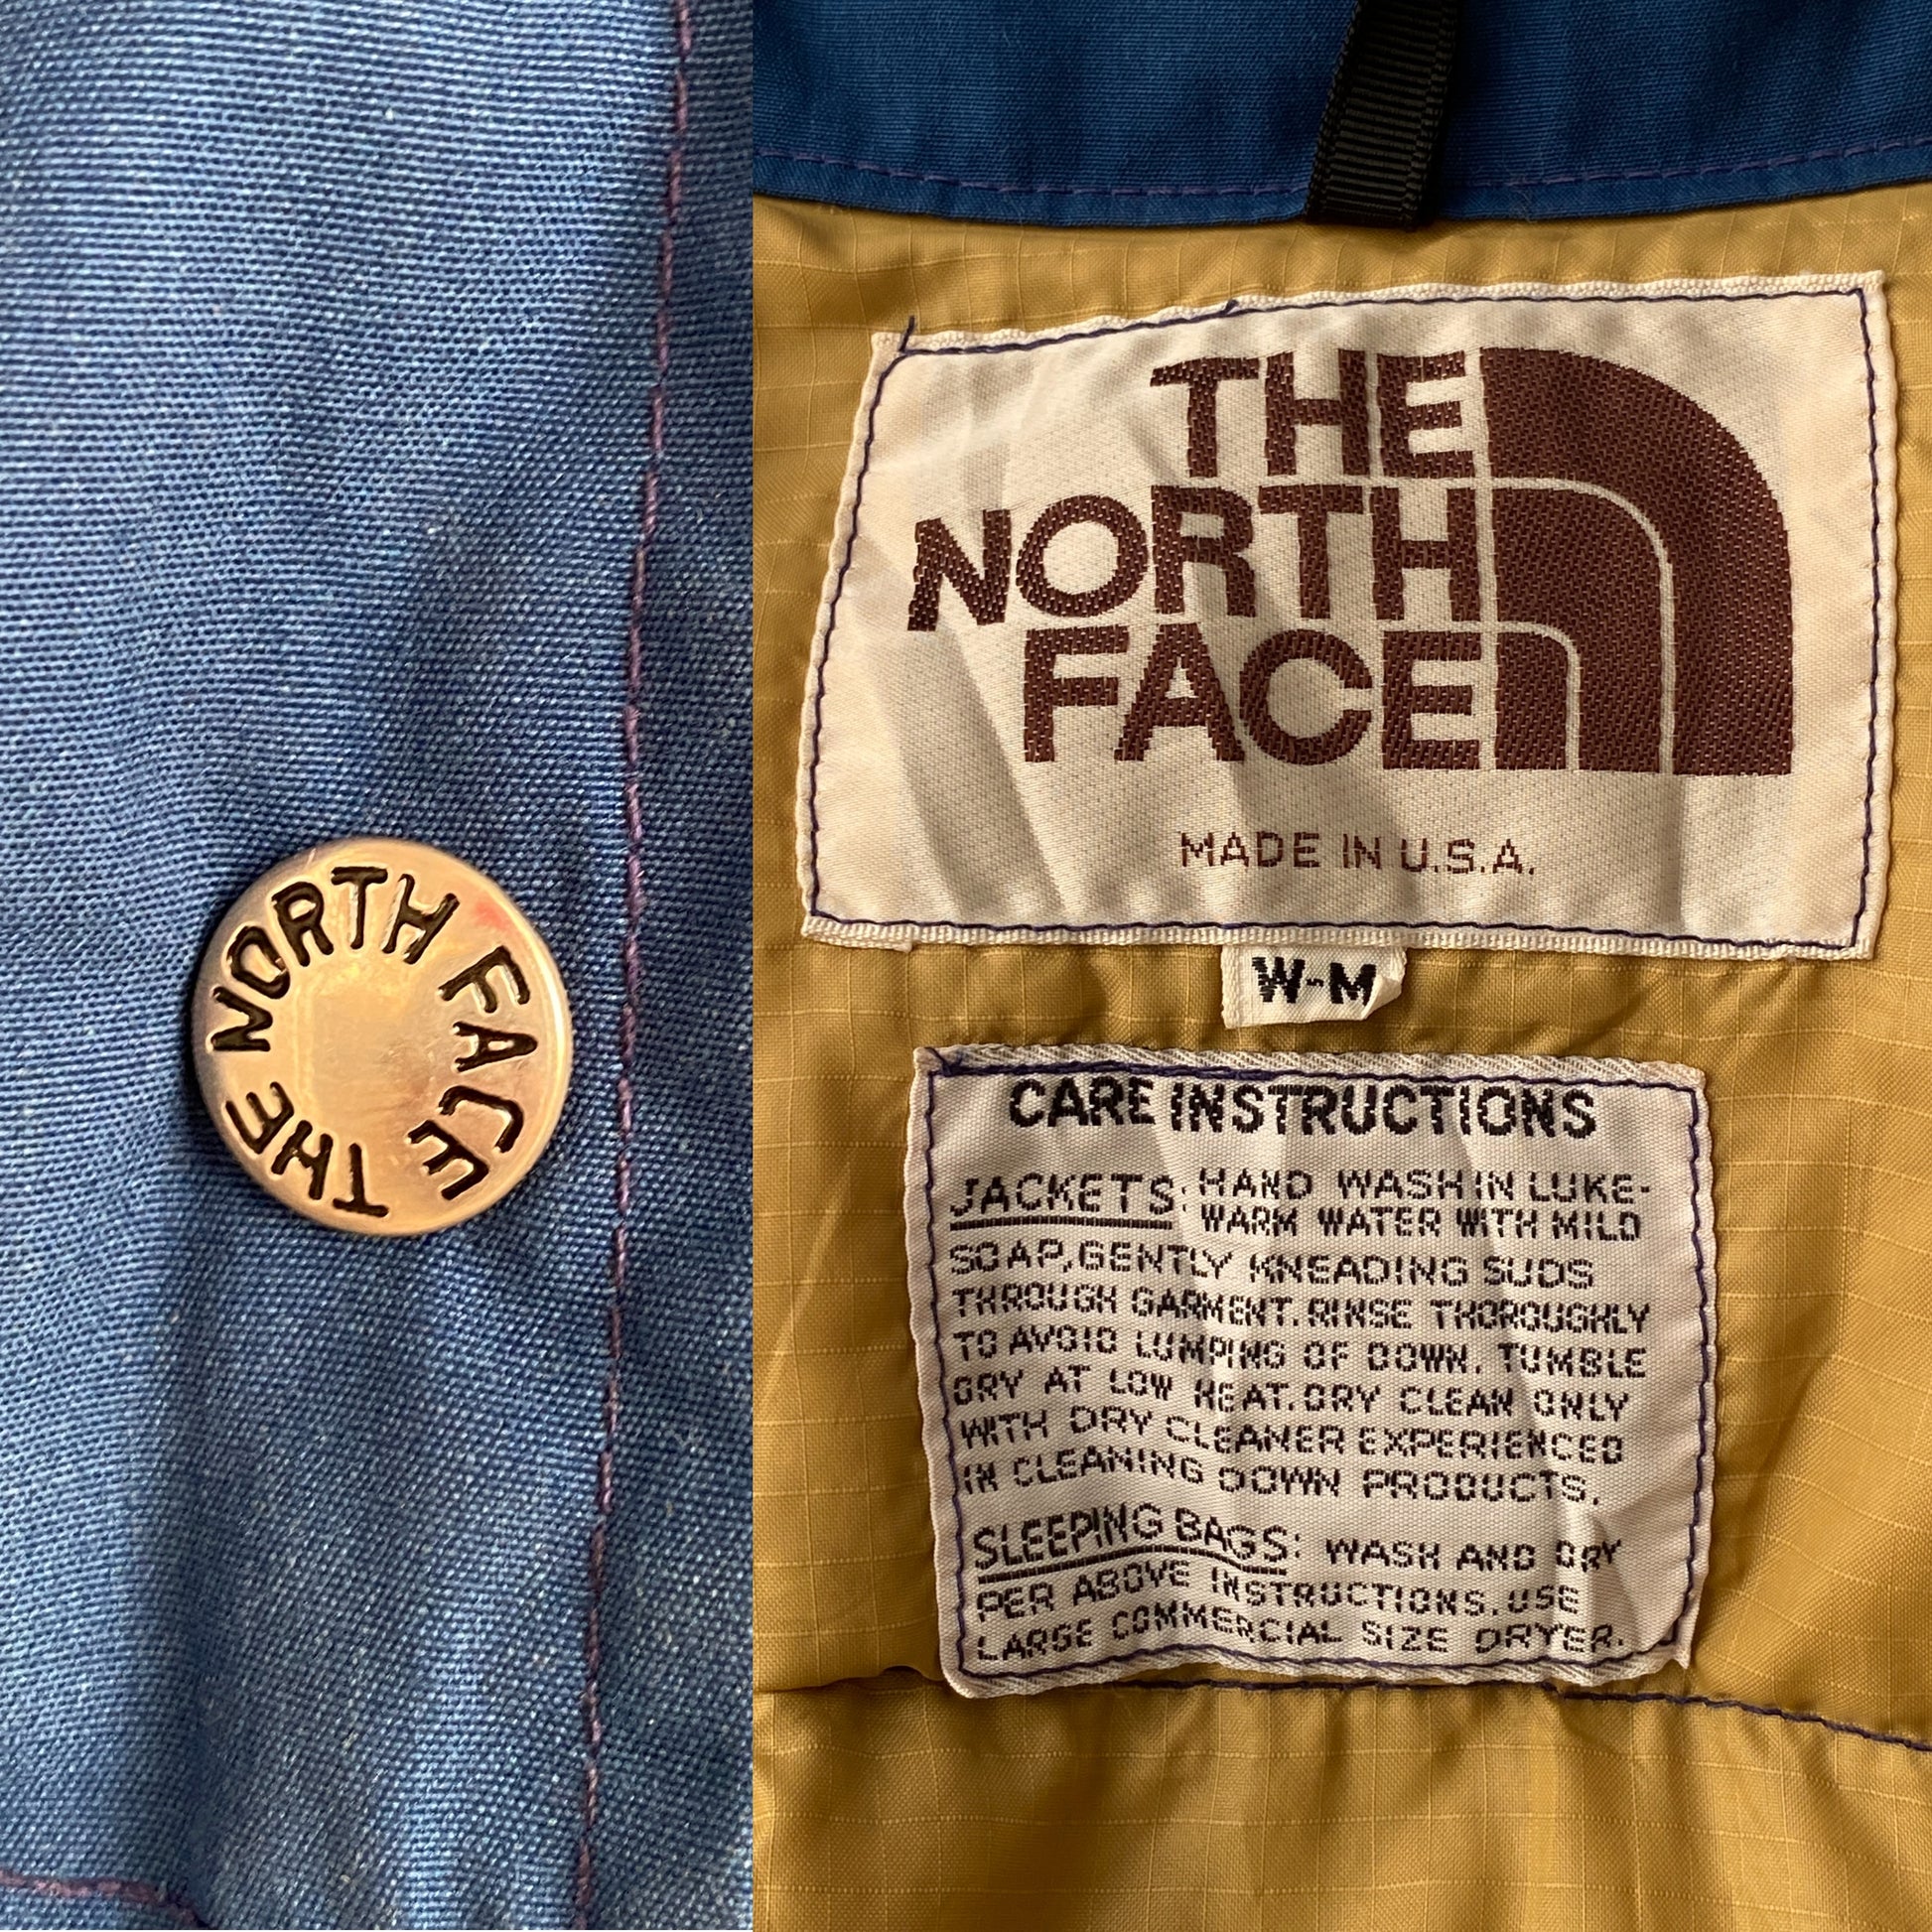 THE NORTH FACE
THE
NORTH
FACE
MADE IN U.S.A.
W-M
CARE INSTRUCTIONS
JACKETS: HAND WASH IN LUKE-
WARM WATER WITH MILD
SOAP, GENTLY KNEADING SUDS
THROUGH GARMENT. RINSE THOROUGHLY
TO AVOID LUMPING OF DOWN. TUMBLE
DRY AT LOW HEAT. DRY CLEAN ONLY
WITH DRY CLEANER EXPERIENCED
IN CLEANING DOWN PRODUCTS.
SLEEPING BAGS: WASH AND DRY
PER ABOVE INSTRUCTIONS. USE
LARGE COMMERCIAL SIZE DRYER.